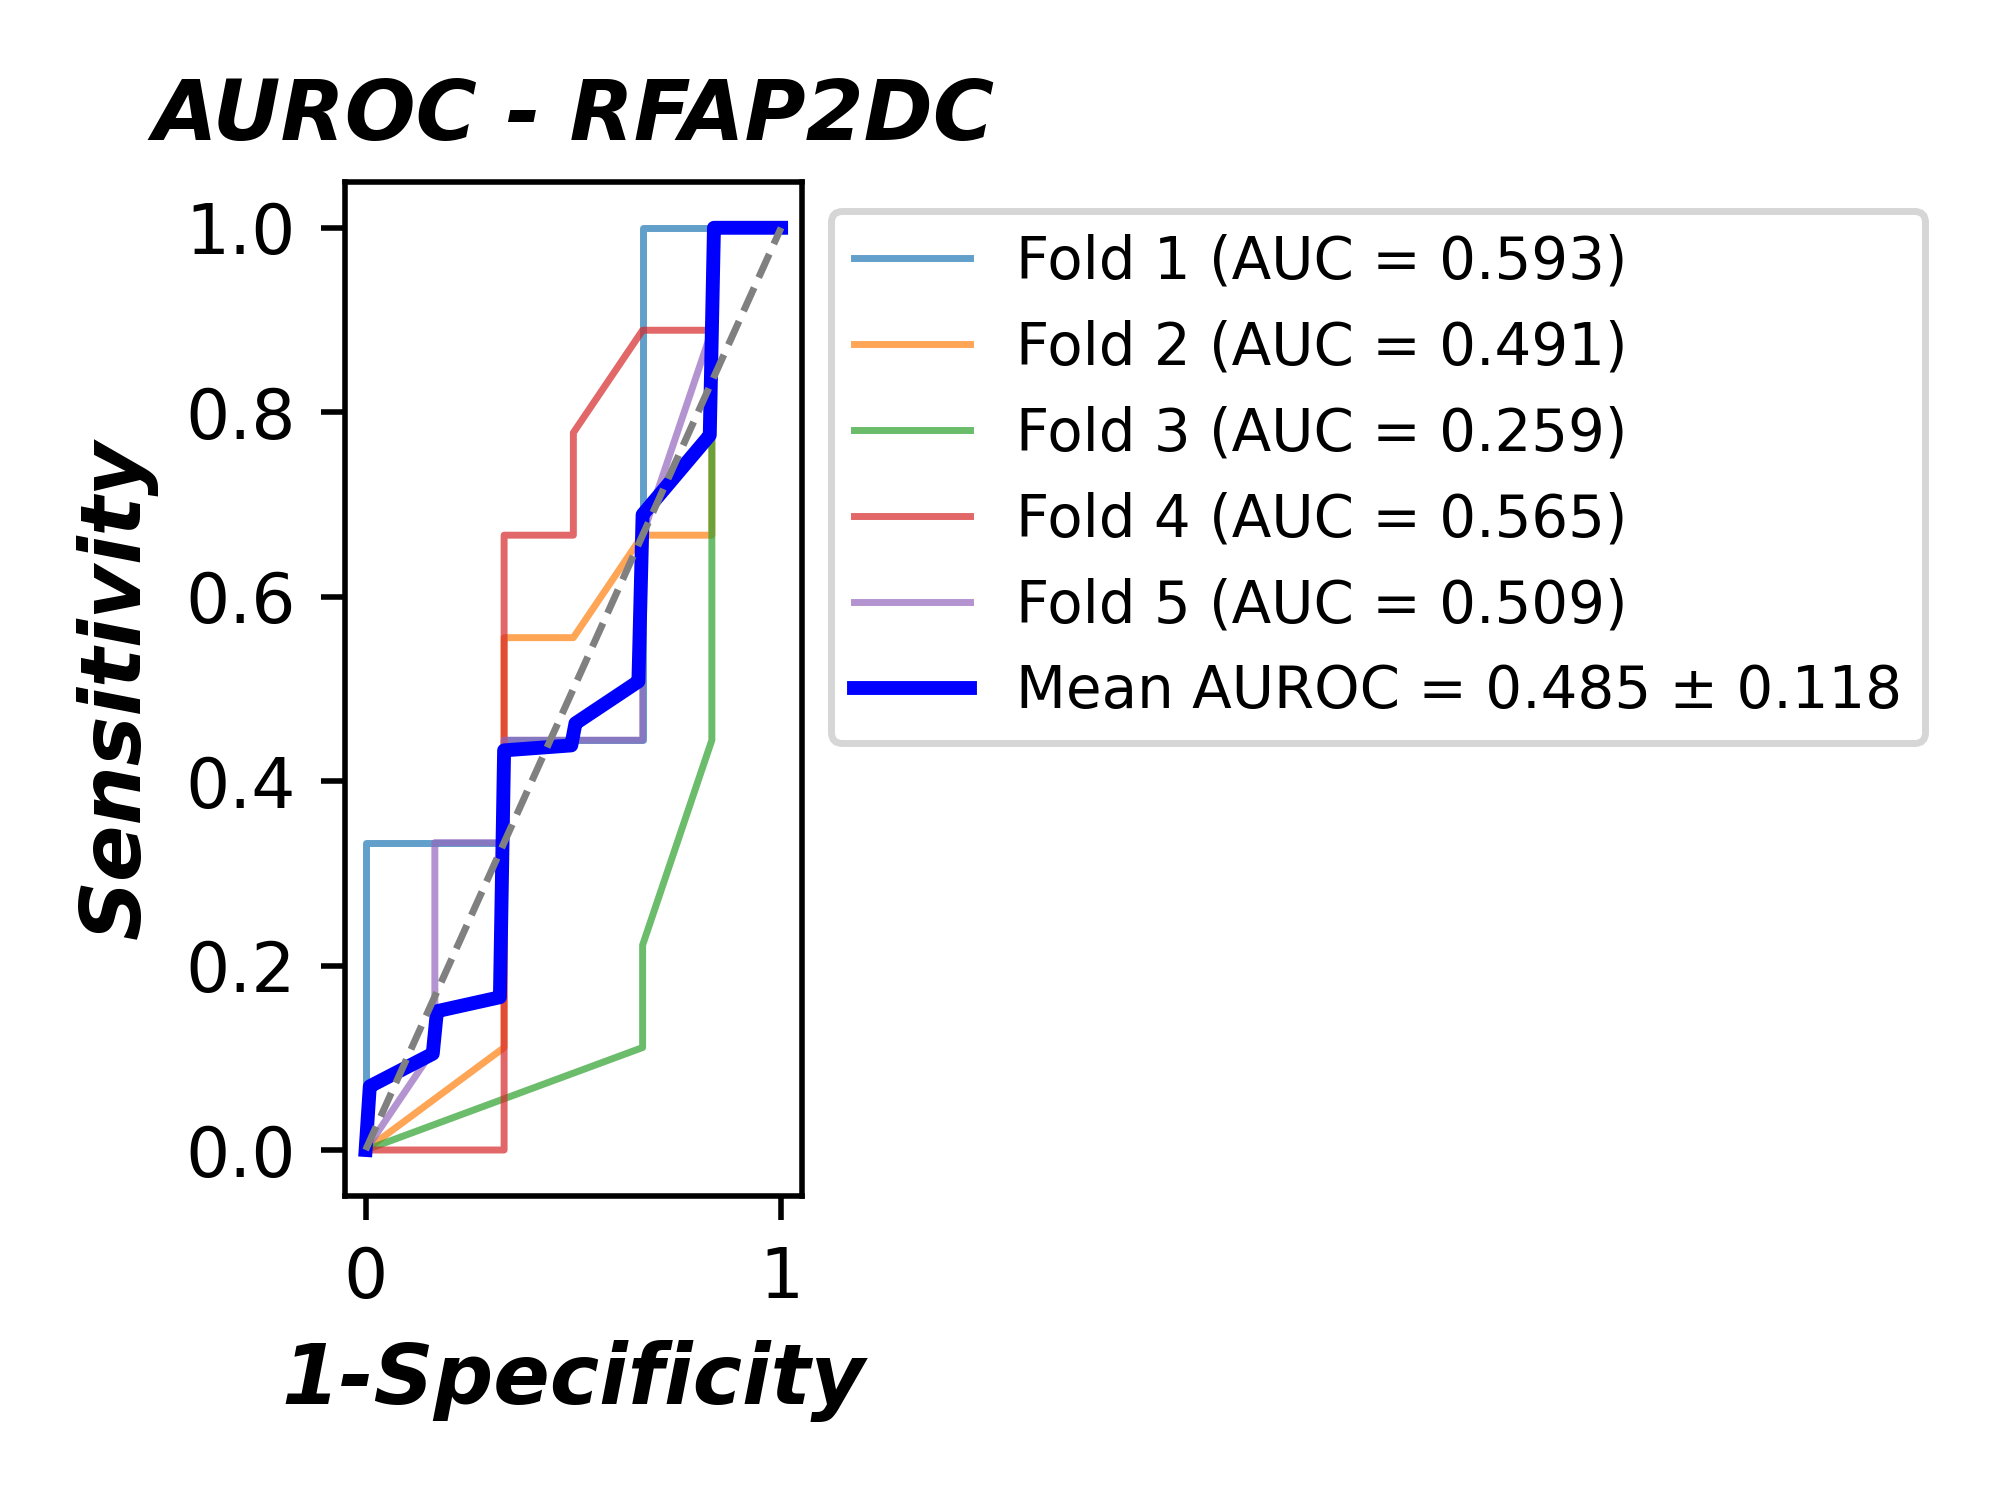 AUROC - RFAP2DC
1.0
0.8
0.6
0.4
0.2
0.0
Sensitivity
0 1
1-Specificity
Fold 1 (AUC = 0.593)
Fold 2 (AUC = 0.491)
Fold 3 (AUC = 0.259)
Fold 4 (AUC = 0.565)
Fold 5 (AUC = 0.509)
Mean AUROC = 0.485 ± 0.118